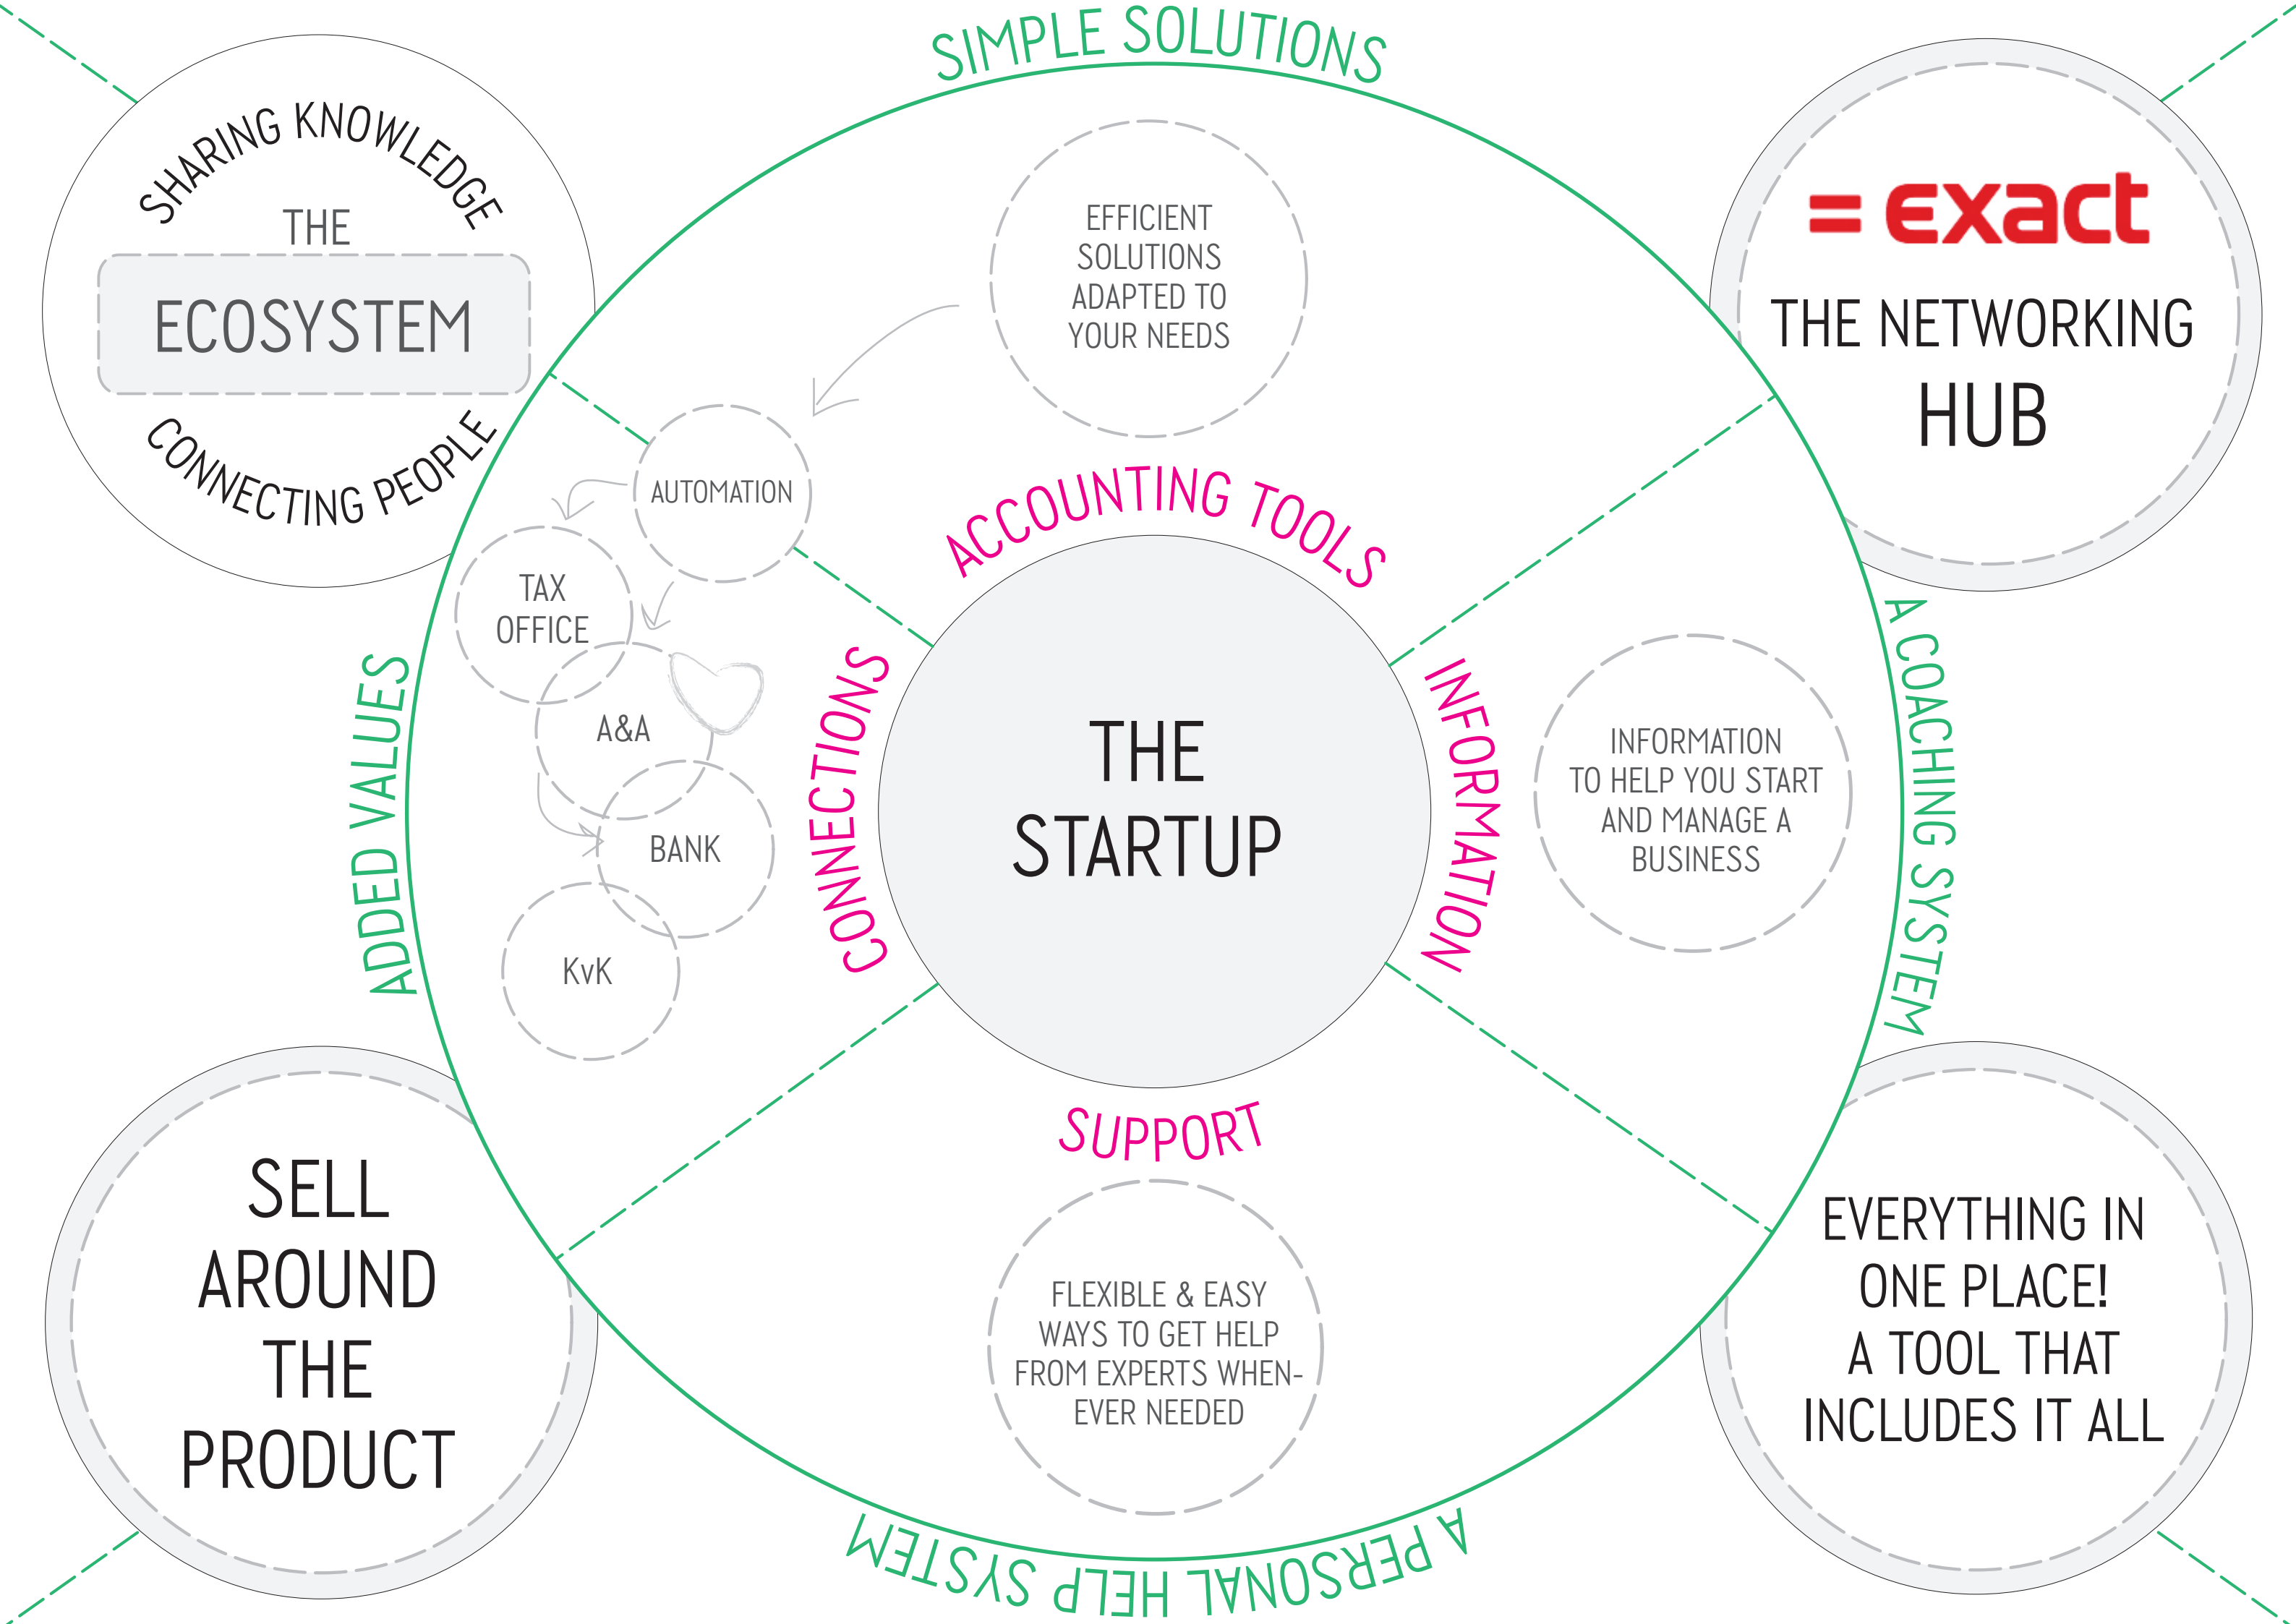 SIMPLE SOLUTIONS
SHARING KNOWLEDGE
THE
ECOSYSTEM
CONNECTING PEOPLE
EFFICIENT
SOLUTIONS
ADAPTED TO
YOUR NEEDS
= exact
THE NETWORKING
HUB
AUTOMATION
TAX
OFFICE
A&A
BANK
KvK
ACCOUNTING TOOLS
CONNECTIONS
THE
STARTUP
INFORMATION
SUPPORT
INFORMATION
TO HELP YOU START
AND MANAGE A
BUSINESS
ADDED VALUES
A COACHING SYSTEM
SELL
AROUND
THE
PRODUCT
FLEXIBLE & EASY
WAYS TO GET HELP
FROM EXPERTS WHEN-
EVER NEEDED
EVERYTHING IN
ONE PLACE!
A TOOL THAT
INCLUDES IT ALL
A PERSONAL HELP SYSTEM